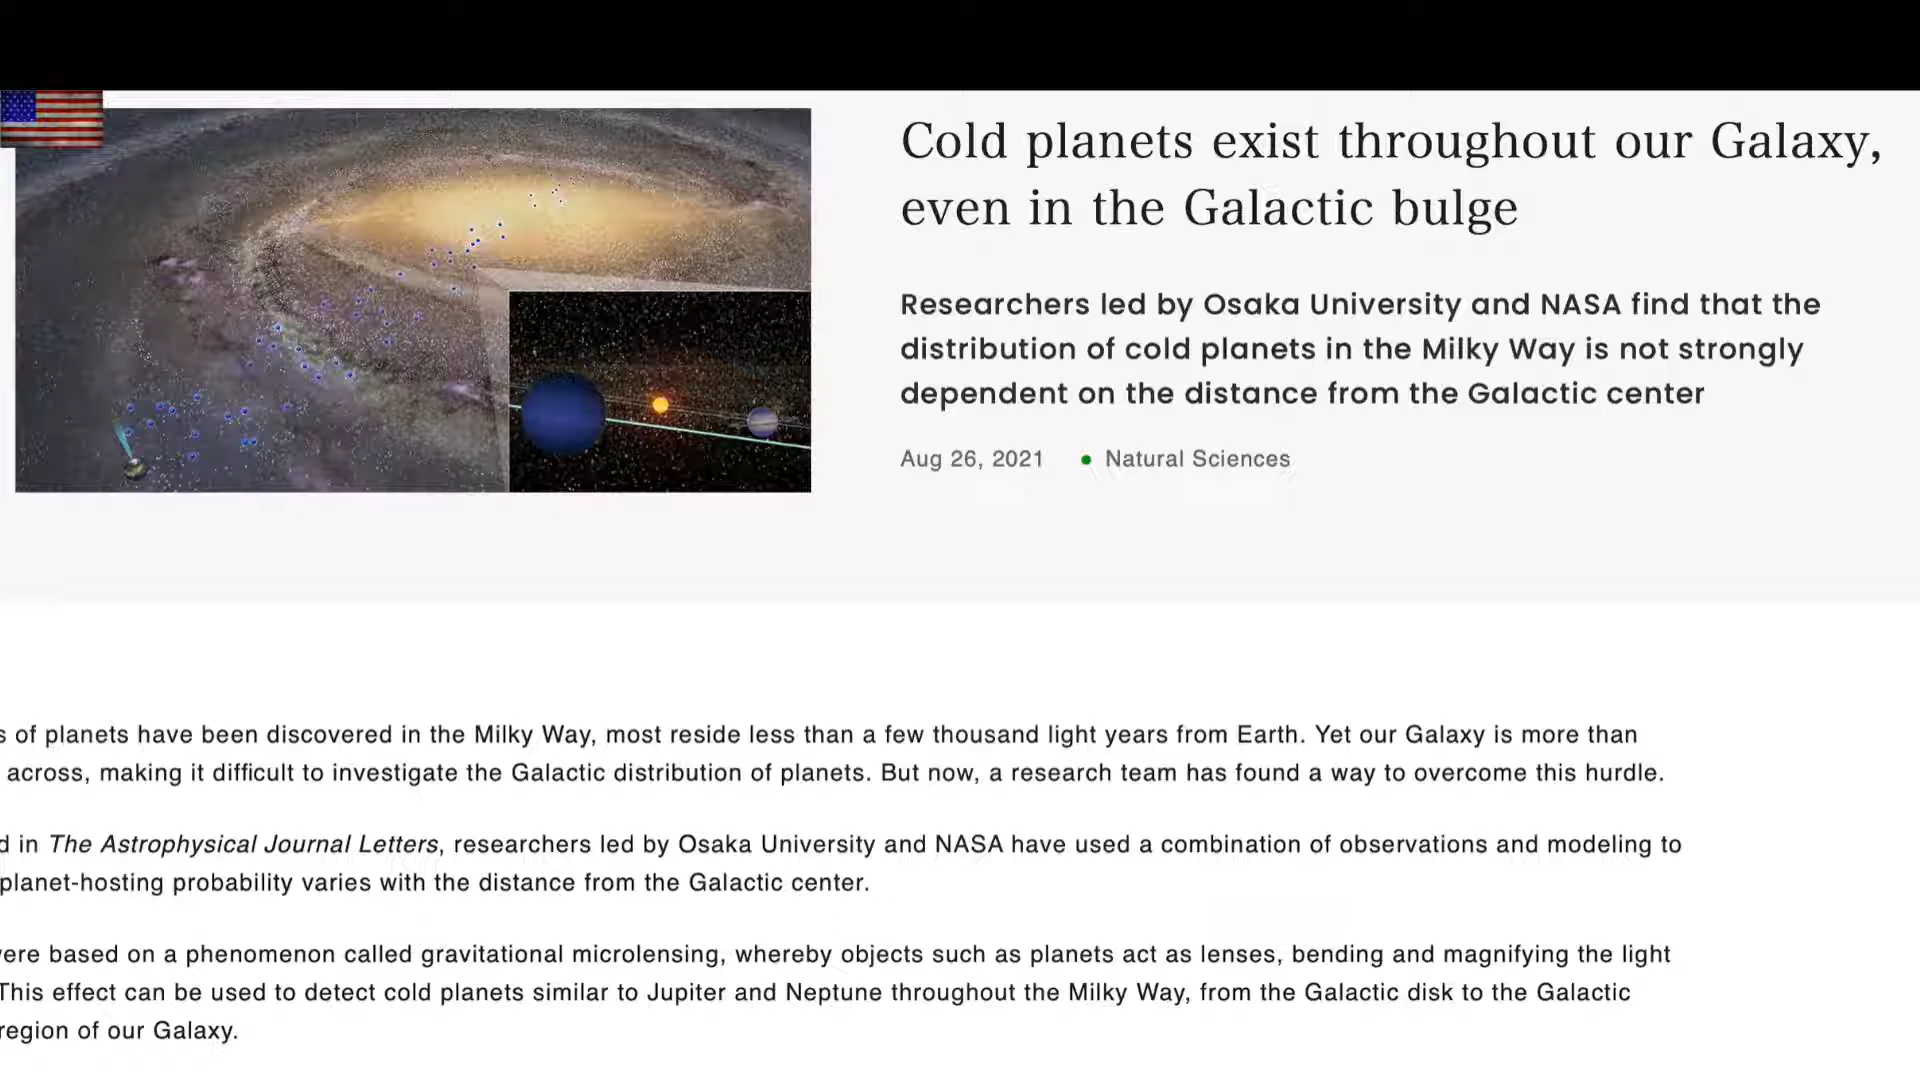 Cold planets exist throughout our Galaxy,
even in the Galactic bulge
Researchers led by Osaka University and NASA find that the
distribution of cold planets in the Milky Way is not strongly
dependent on the distance from the Galactic center
Aug 26, 2021 • Natural Sciences
s of planets have been discovered in the Milky Way, most reside less than a few thousand light years from Earth. Yet our Galaxy is more than
across, making it difficult to investigate the Galactic distribution of planets. But now, a research team has found a way to overcome this hurdle.
d in The Astrophysical Journal Letters, researchers led by Osaka University and NASA have used a combination of observations and modeling to
planet-hosting probability varies with the distance from the Galactic center.
ere based on a phenomenon called gravitational microlensing, whereby objects such as planets act as lenses, bending and magnifying the light
This effect can be used to detect cold planets similar to Jupiter and Neptune throughout the Milky Way, from the Galactic disk to the Galactic
region of our Galaxy.